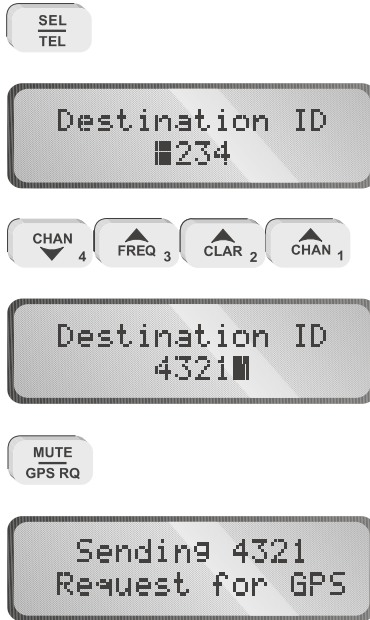 SEL
TEL
Destination ID
234
CHAN 4 FREQ 3 CLAR 2 CHAN 1
Destination ID
4321
MUTE
GPS RQ
Sending 4321
Request for GPS